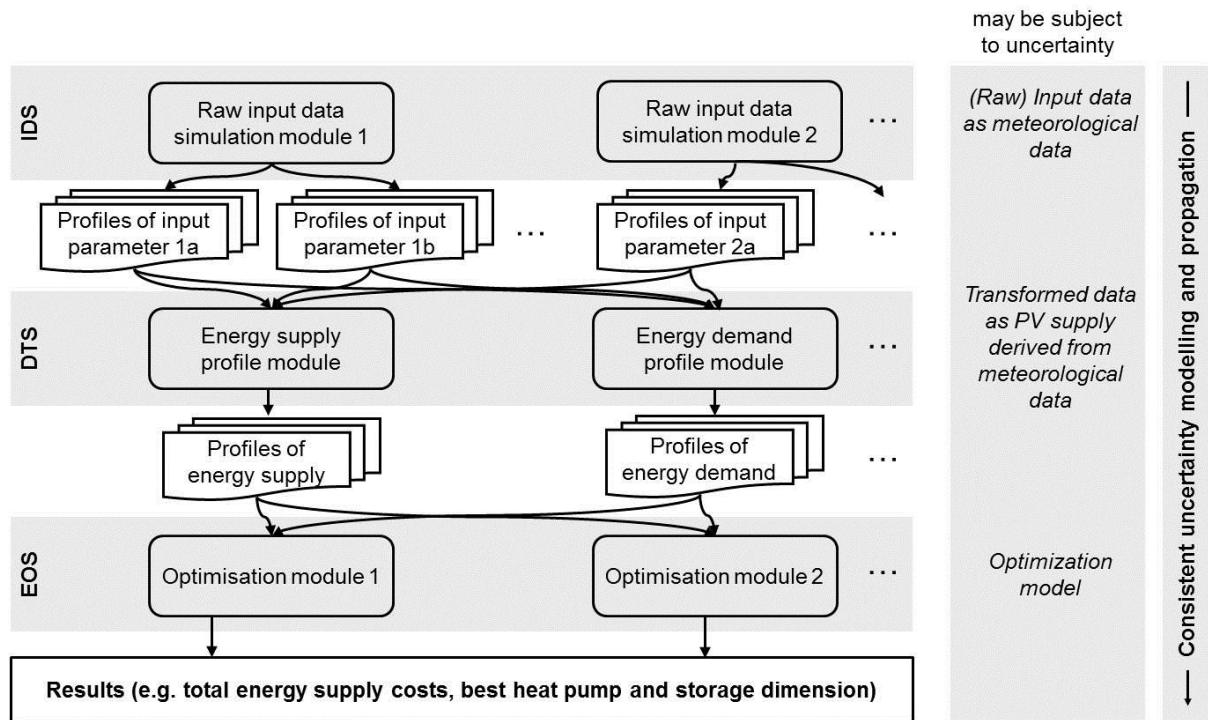 may be subject
to uncertainty
IDS
Raw input data
simulation module 1
Raw input data
simulation module 2
...
(Raw) Input data
as meteorological
data
Profiles of input
parameter 1a
Profiles of input
parameter 1b
...
Profiles of input
parameter 2a
...
DTS
Energy supply
profile module
Energy demand
profile module
...
Transformed data
as PV supply
derived from
meteorological
data
Profiles of
energy supply
Profiles of
energy demand
...
EOS
Optimisation module 1
Optimisation module 2
...
Optimization
model
Results (e.g. total energy supply costs, best heat pump and storage dimension)
Consistent uncertainty modelling and propagation